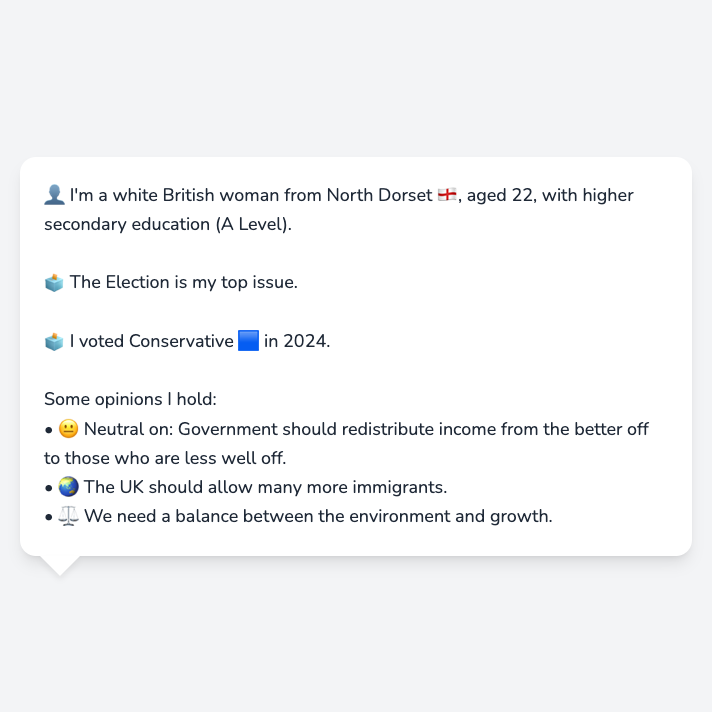 👤 I'm a white British woman from North Dorset 🏴󠁧󠁢󠁥󠁮󠁧󠁿, aged 22, with higher
secondary education (A Level).
🗳️ The Election is my top issue.
🗳️ I voted Conservative 🟦 in 2024.
Some opinions I hold:
• 😐 Neutral on: Government should redistribute income from the better off
to those who are less well off.
• 🌏 The UK should allow many more immigrants.
• ⚖️ We need a balance between the environment and growth.